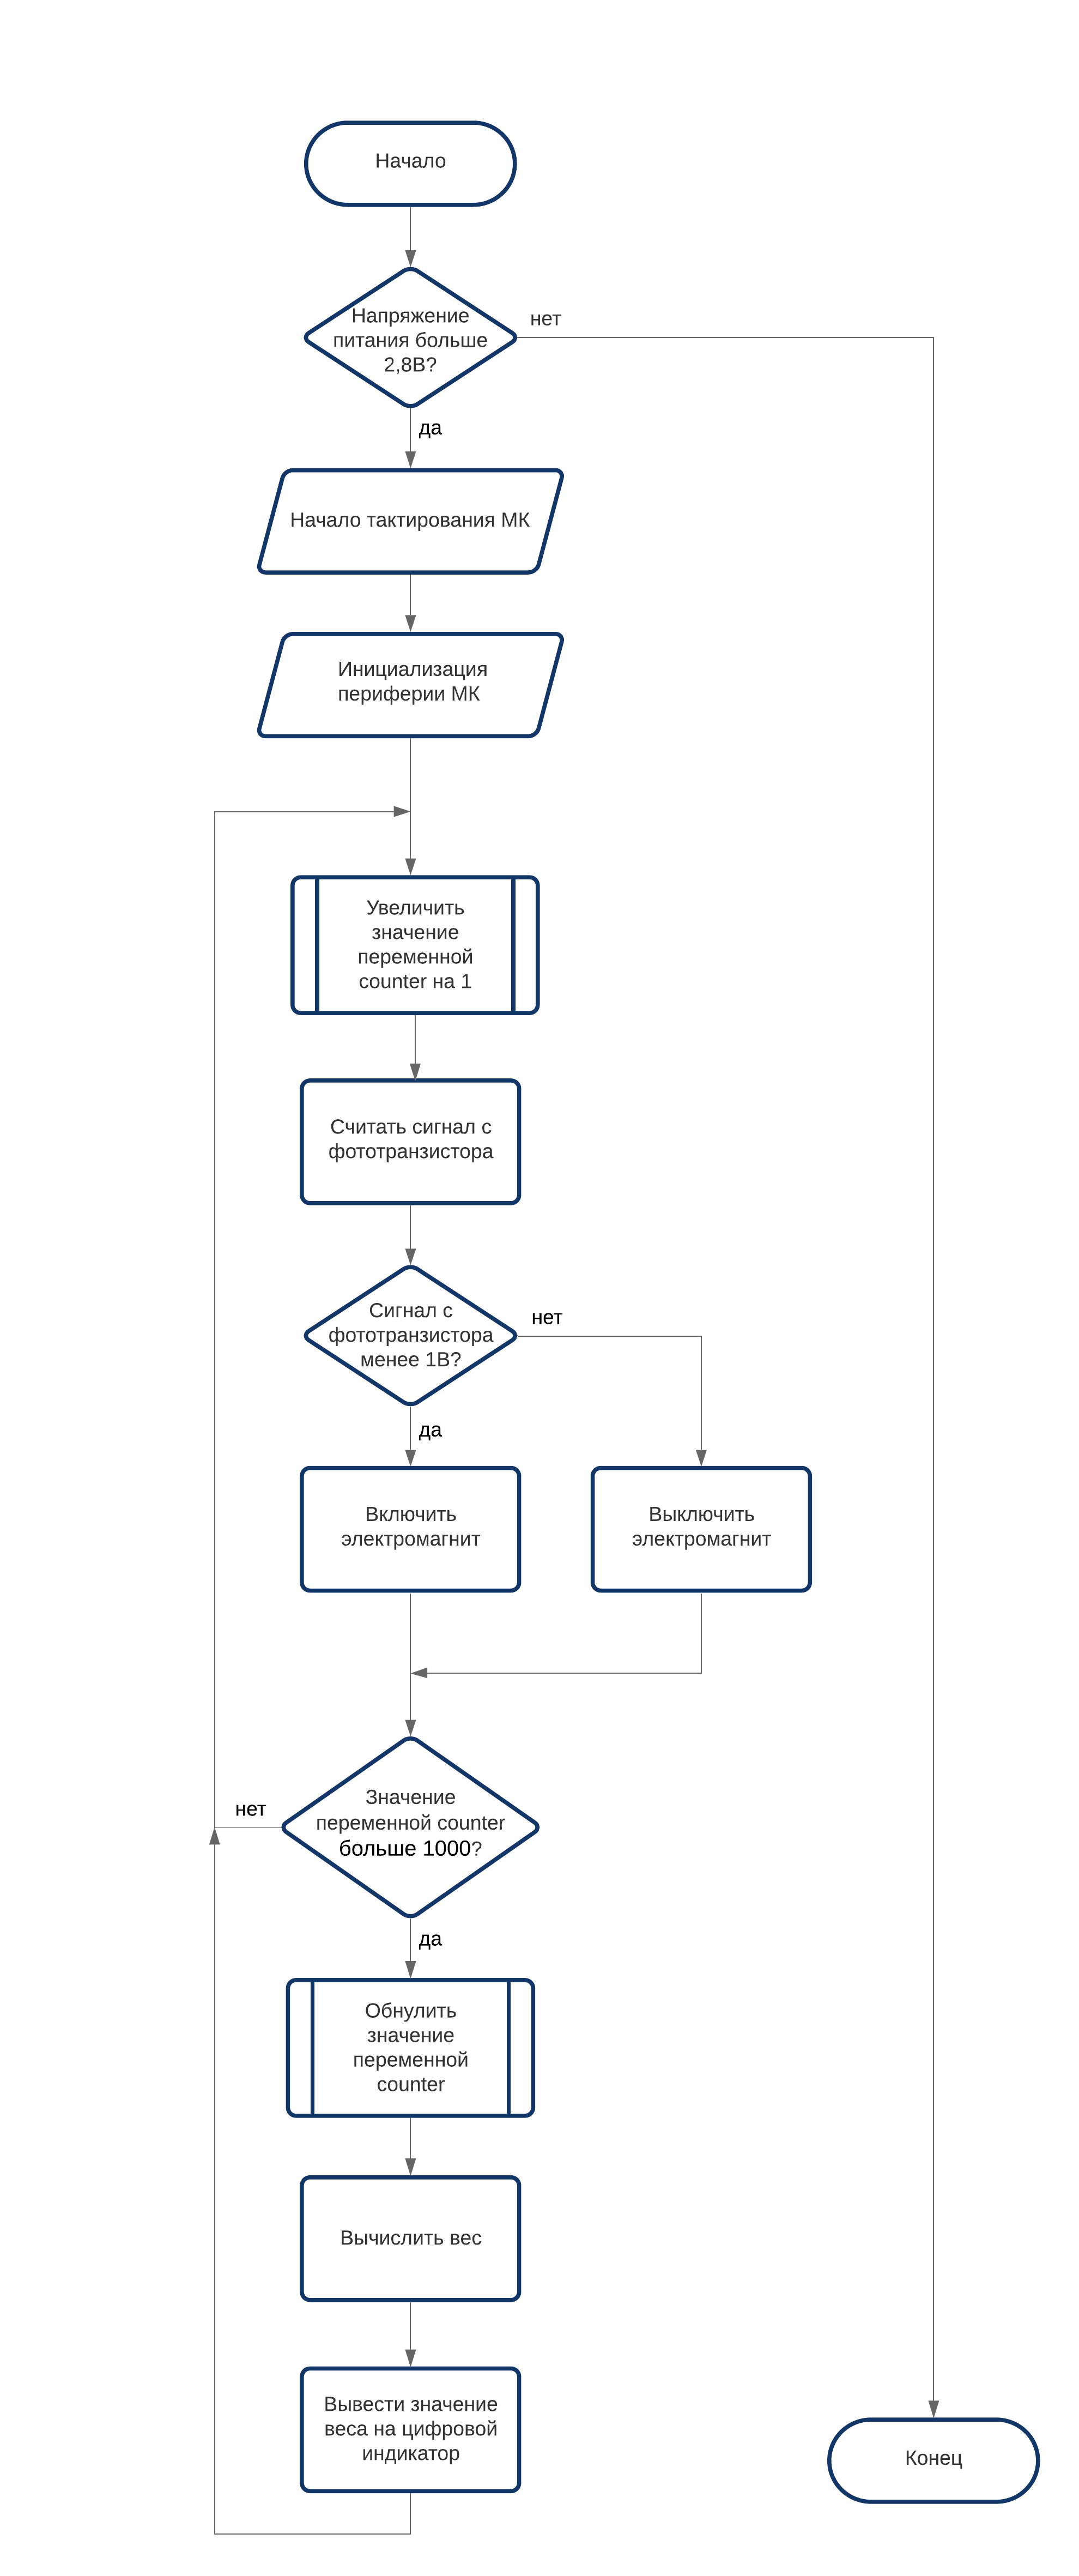 Начало
Напряжение
питания больше
2,8В?
нет
да
Начало тактирования МК
Инициализация
периферии МК
Увеличить
значение
переменной
counter на 1
Считать сигнал с
фототранзистора
Сигнал с
фототранзистора
менее 1В?
нет
да
Включить
электромагнит
Выключить
электромагнит
Значение
переменной counter
больше 1000?
нет
да
Обнулить
значение
переменной
counter
Вычислить вес
Вывести значение
веса на цифровой
индикатор
Конец